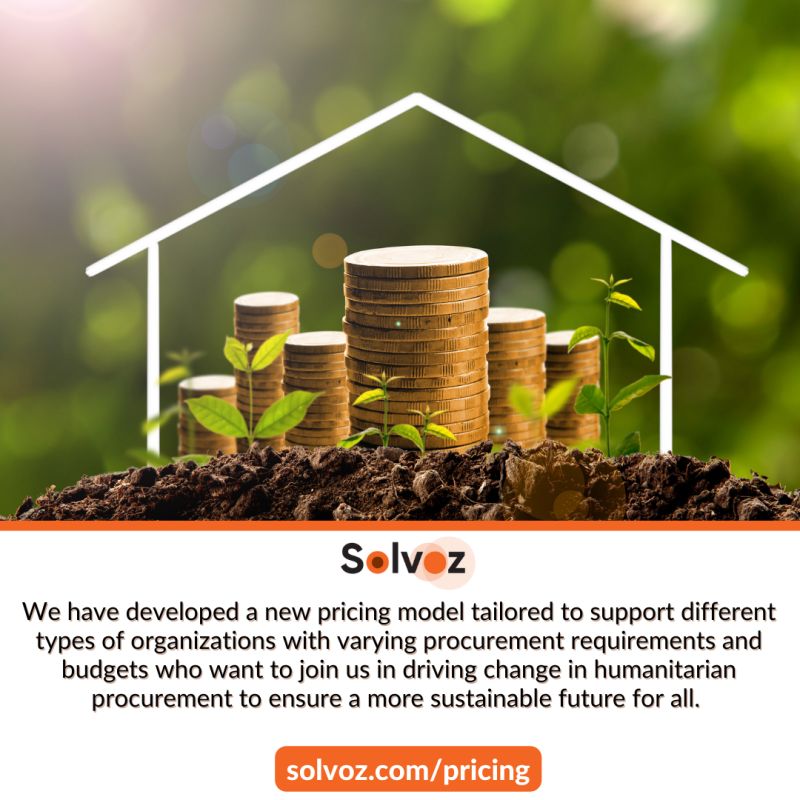 Solvoz
We have developed a new pricing model tailored to support different
types of organizations with varying procurement requirements and
budgets who want to join us in driving change in humanitarian
procurement to ensure a more sustainable future for all.
solvoz.com/pricing